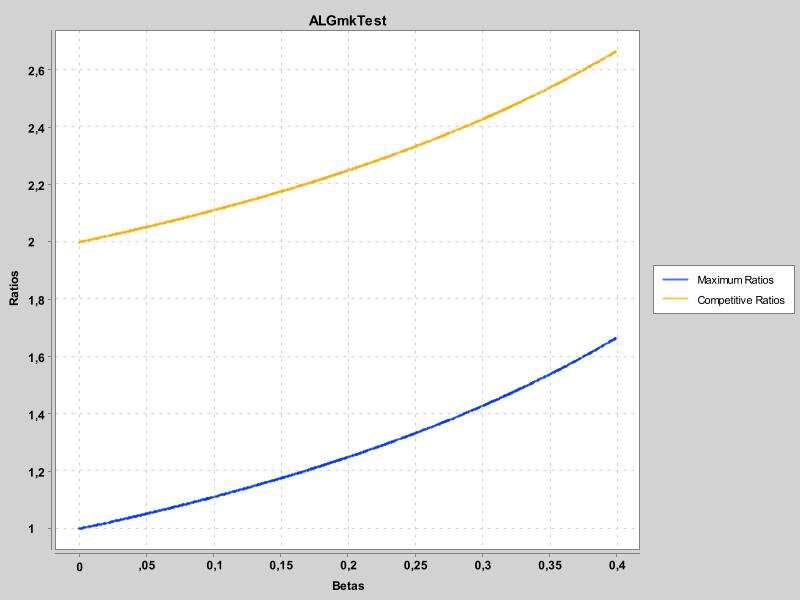 ALGmkTest
2,6
2,4
2,2
2
1,8
1,6
1,4
1,2
1
Ratios
0 ,05 0,1 0,15 0,2 0,25 0,3 0,35 0,4
Betas
Maximum Ratios
Competitive Ratios